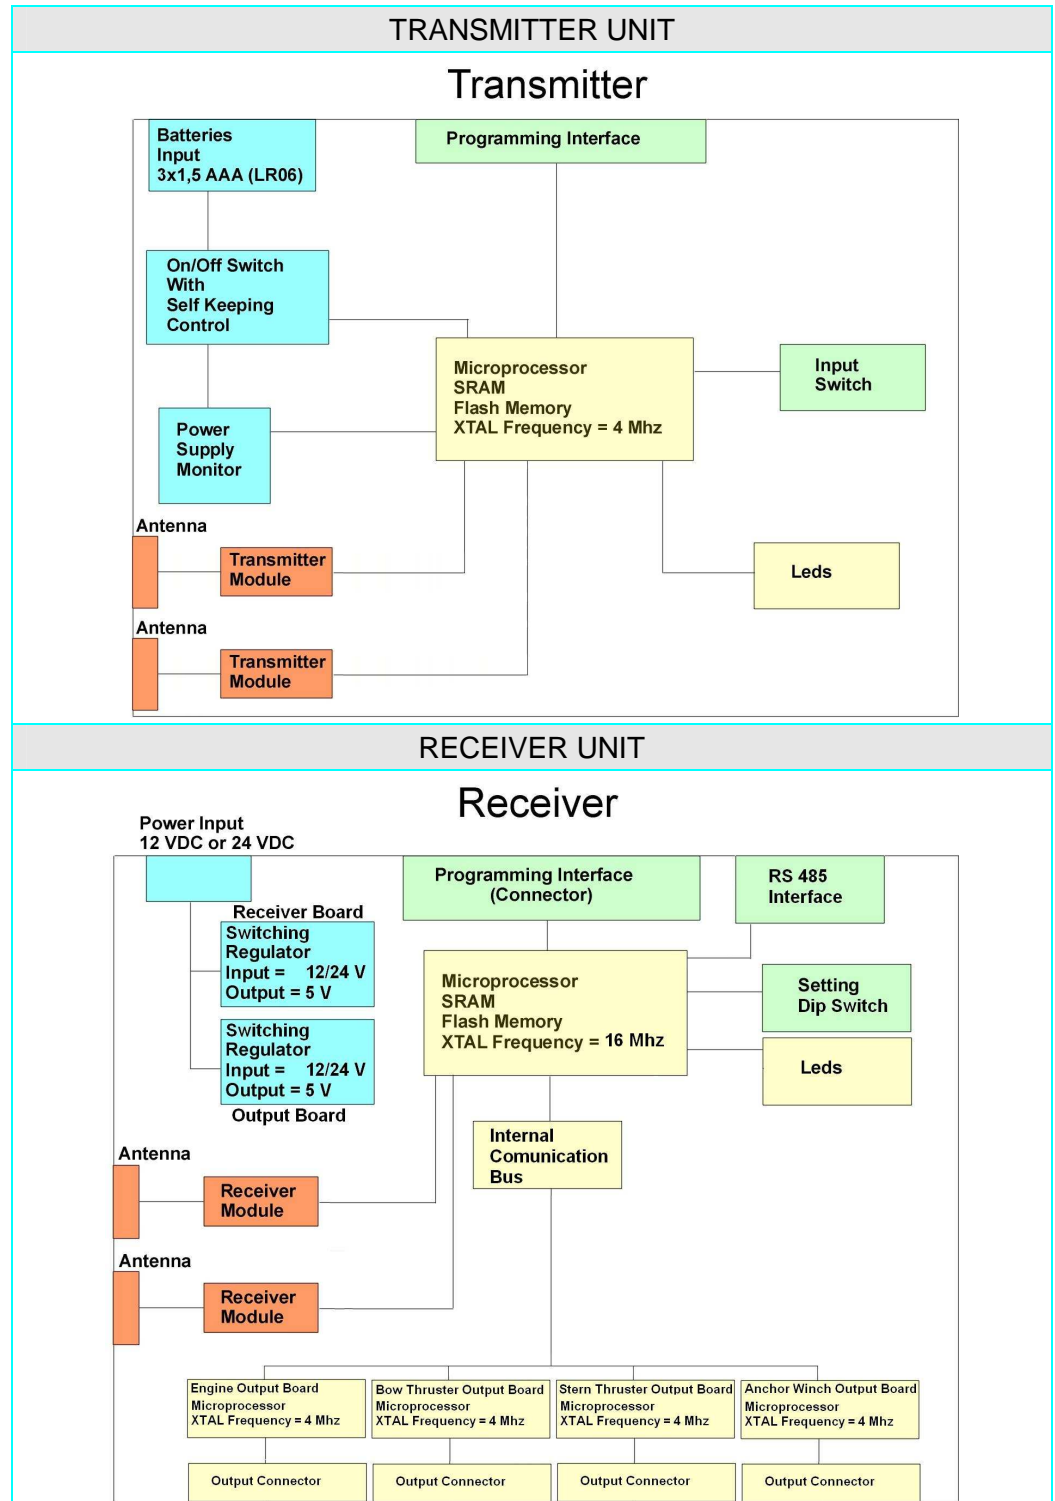 TRANSMITTER UNIT
Transmitter
Batteries
Input
3x1,5 AAA (LR06)
Programming Interface
On/Off Switch
With
Self Keeping
Control
Microprocessor
SRAM
Flash Memory
XTAL Frequency = 4 Mhz
Input
Switch
Power
Supply
Monitor
Antenna
Transmitter
Module
Leds
Antenna
Transmitter
Module
RECEIVER UNIT
Receiver
Power Input
12 VDC or 24 VDC
Programming Interface
(Connector)
RS 485
Interface
Receiver Board
Switching
Regulator
Input = 12/24 V
Output = 5 V
Microprocessor
SRAM
Flash Memory
XTAL Frequency = 16 Mhz
Setting
Dip Switch
Switching
Regulator
Input = 12/24 V
Output = 5 V
Output Board
Leds
Internal
Comunication
Bus
Antenna
Receiver
Module
Antenna
Receiver
Module
Engine Output Board
Microprocessor
XTAL Frequency = 4 Mhz
Bow Thruster Output Board
Microprocessor
XTAL Frequency = 4 Mhz
Stern Thruster Output Board
Microprocessor
XTAL Frequency = 4 Mhz
Anchor Winch Output Board
Microprocessor
XTAL Frequency = 4 Mhz
Output Connector
Output Connector
Output Connector
Output Connector